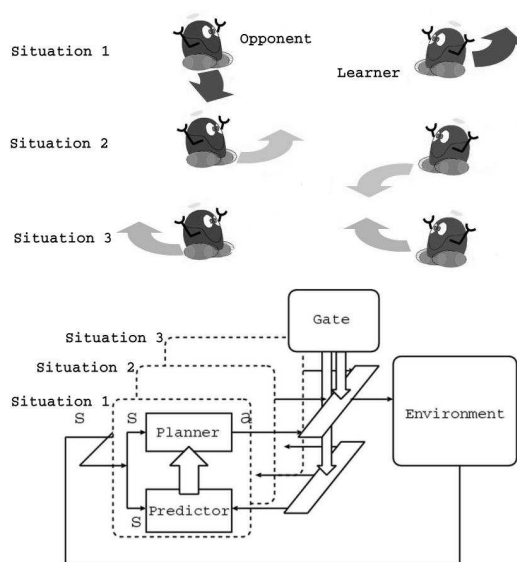 Situation 1
Opponent
Learner
Situation 2
Situation 3
Gate
Situation 3
Situation 2
Situation 1
S
S
a
Planner
Environment
Predictor
S